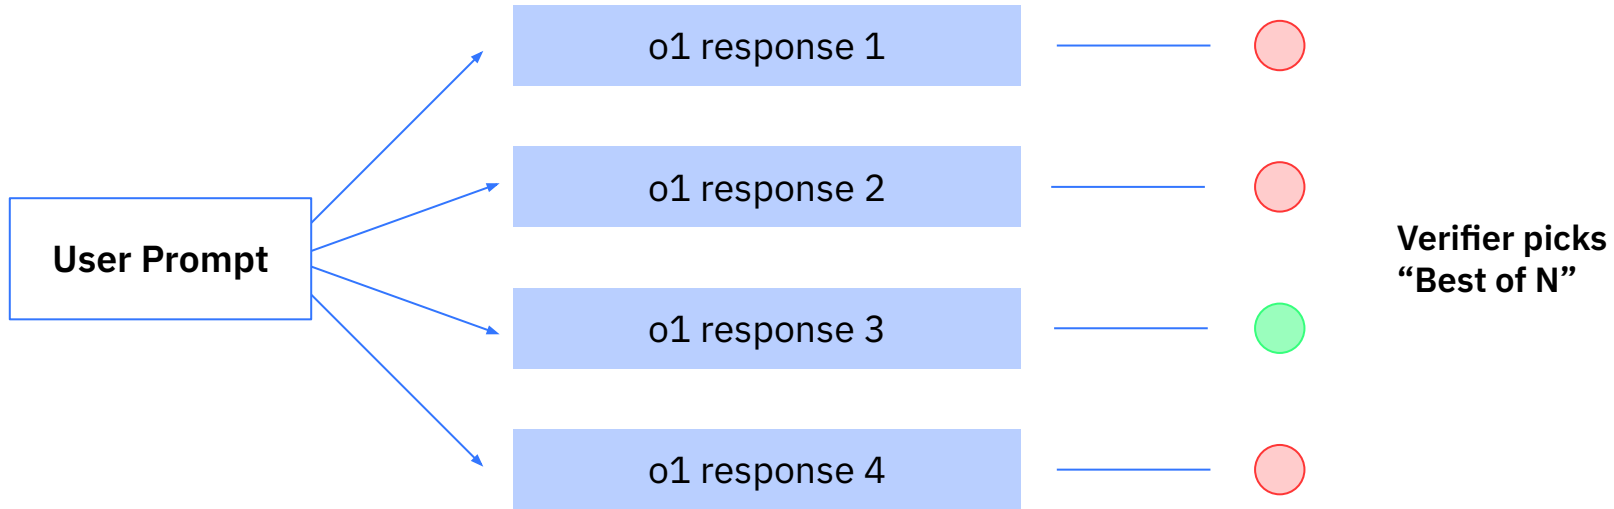 o1 response 1
o1 response 2
User Prompt
o1 response 3
o1 response 4
Verifier picks
“Best of N”